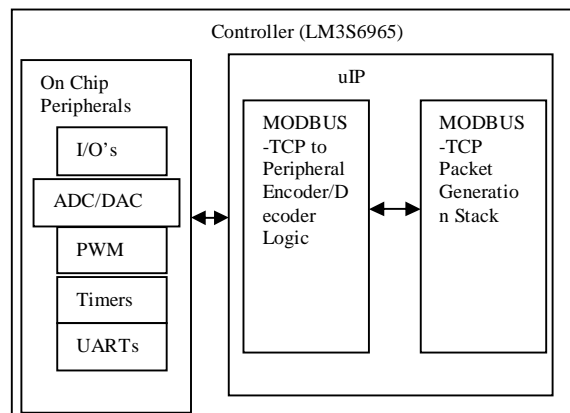 Controller (LM3S6965)
On Chip
Peripherals
I/O's
ADC/DAC
PWM
Timers
UARTs
uIP
MODBUS
-TCP to
Peripheral
Encoder/D
ecoder
Logic
MODBUS
-TCP
Packet
Generatio
n Stack